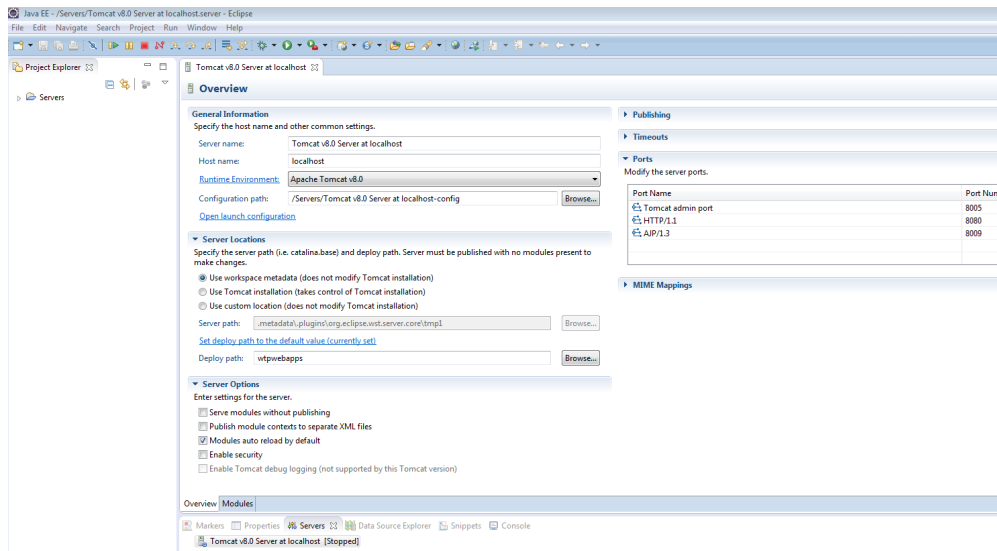 Java EE - /Servers/Tomcat v8.0 Server at localhost.server - Eclipse
File Edit Navigate Search Project Run Window Help
Project Explorer
Servers
Tomcat v8.0 Server at localhost
Overview
General Information
Specify the host name and other common settings.
Server name: Tomcat v8.0 Server at localhost
Host name: localhost
Runtime Environment: Apache Tomcat v8.0
Configuration path: /Servers/Tomcat v8.0 Server at localhost-config Browse...
Open launch configuration
Server Locations
Specify the server path (i.e. catalina.base) and deploy path. Server must be published with no modules present to
make changes.
Use workspace metadata (does not modify Tomcat installation)
Use Tomcat installation (takes control of Tomcat installation)
Use custom location (does not modify Tomcat installation)
Server path: .metadata\.plugins\org.eclipse.wst.server.core\tmp1 Browse...
Set deploy path to the default value (currently set)
Deploy path: wtpwebapps Browse...
Server Options
Enter settings for the server.
Serve modules without publishing
Publish module contexts to separate XML files
Modules auto reload by default
Enable security
Enable Tomcat debug logging (not supported by this Tomcat version)
Publishing
Timeouts
Ports
Modify the server ports.
Port Name Port Num
Tomcat admin port 8005
HTTP/1.1 8080
AJP/1.3 8009
MIME Mappings
Overview Modules
Markers Properties Servers Data Source Explorer Snippets Console
Tomcat v8.0 Server at localhost [Stopped]